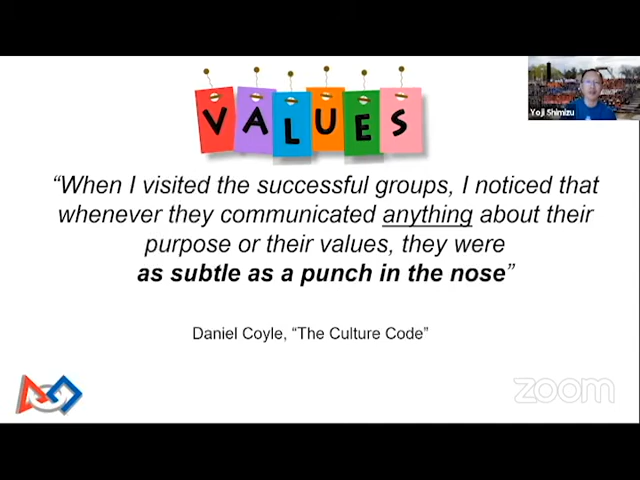 VALUES
Yoji Shimizu
“When I visited the successful groups, I noticed that
whenever they communicated anything about their
purpose or their values, they were
as subtle as a punch in the nose”
Daniel Coyle, “The Culture Code”
zoom